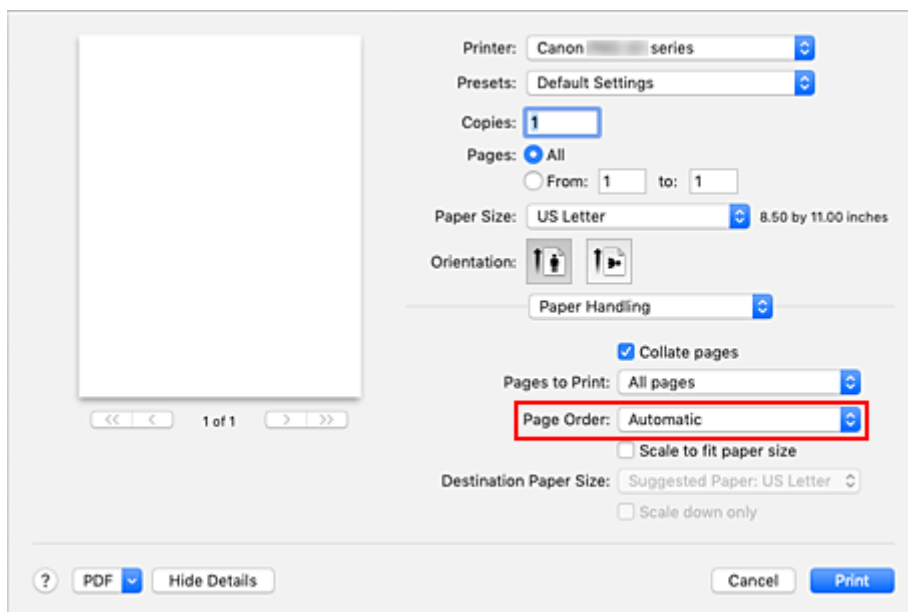 Printer: Canon series
Presets: Default Settings
Copies: 1
Pages: All
From: 1 to: 1
Paper Size: US Letter 8.50 by 11.00 inches
Orientation:
Paper Handling
Collate pages
Pages to Print: All pages
<< < 1 of 1 > >>
Page Order: Automatic
Scale to fit paper size
Destination Paper Size: Suggested Paper: US Letter
Scale down only
? PDF Hide Details Cancel Print